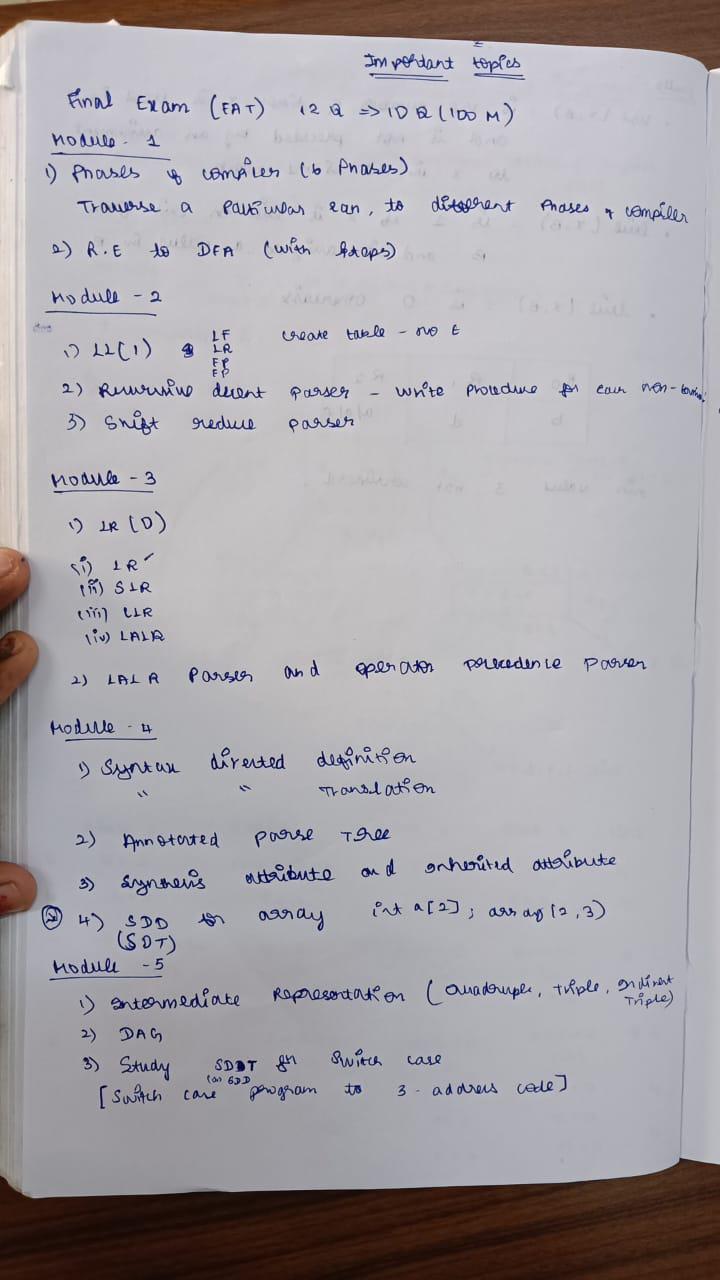 Important topics
Final Exam (FAT) 12 Q => 10 Q (100 M)
Module - 1
1) Phases of compiler (6 Phases)
Traverse a particular eqn, to different phases of compiler
2) R.E to DFA (with steps)
Module - 2
1) LL(1) LF create table - no E
LR
FP
FP
2) Recursive decent parser - write procedure for each non-
3) Shift reduce parser
Module - 3
1) LR (0)
(i) LR ✓
(ii) SLR
(iii) CLR
(iv) LALR
2) LALR Parser and operator precedence parser
Module - 4
1) Syntax directed definition
" " Translation
2) Annotated parse tree
3) Synthesis attribute and inherited attribute
4) SDD for array int a[2]; array (2,3)
(SDT)
Module - 5
1) Intermediate Representation (Quadruple, Triple, Indirect
Triple)
2) DAG
3) Study SDDT for switch case
(or) SDD
[Switch case program to 3-address code]